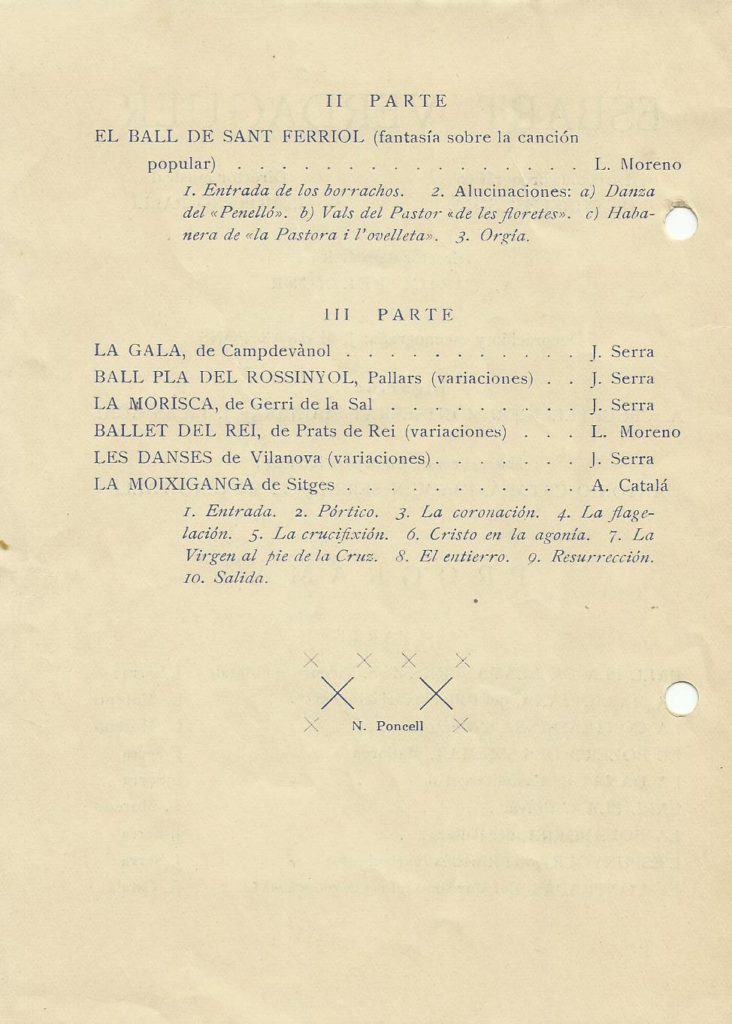 II PARTE
EL BALL DE SANT FERRIOL (fantasía sobre la canción
popular) . . . . . . . . . . . . . . . . L. Moreno
1. Entrada de los borrachos. 2. Alucinaciones: a) Danza
del «Penelló». b) Vals del Pastor «de les floretes». c) Haba-
nera de «la Pastora i l’ovelleta». 3. Orgía.
III PARTE
LA GALA, de Campdevànol . . . . . . . . . . . J. Serra
BALL PLA DEL ROSSINYOL, Pallars (variaciones) . . J. Serra
LA MORISCA, de Gerri de la Sal . . . . . . . . . J. Serra
BALLET DEL REI, de Prats de Rei (variaciones) . . . L. Moreno
LES DANSES de Vilanova (variaciones) . . . . . . . J. Serra
LA MOIXIGANGA de Sitges . . . . . . . . . . . A. Catalá
1. Entrada. 2. Pórtico. 3. La coronación. 4. La flage-
lación. 5. La crucifixión. 6. Cristo en la agonía. 7. La
Virgen al pie de la Cruz. 8. El entierro. 9. Resurrección.
10. Salida.
N. Poncell